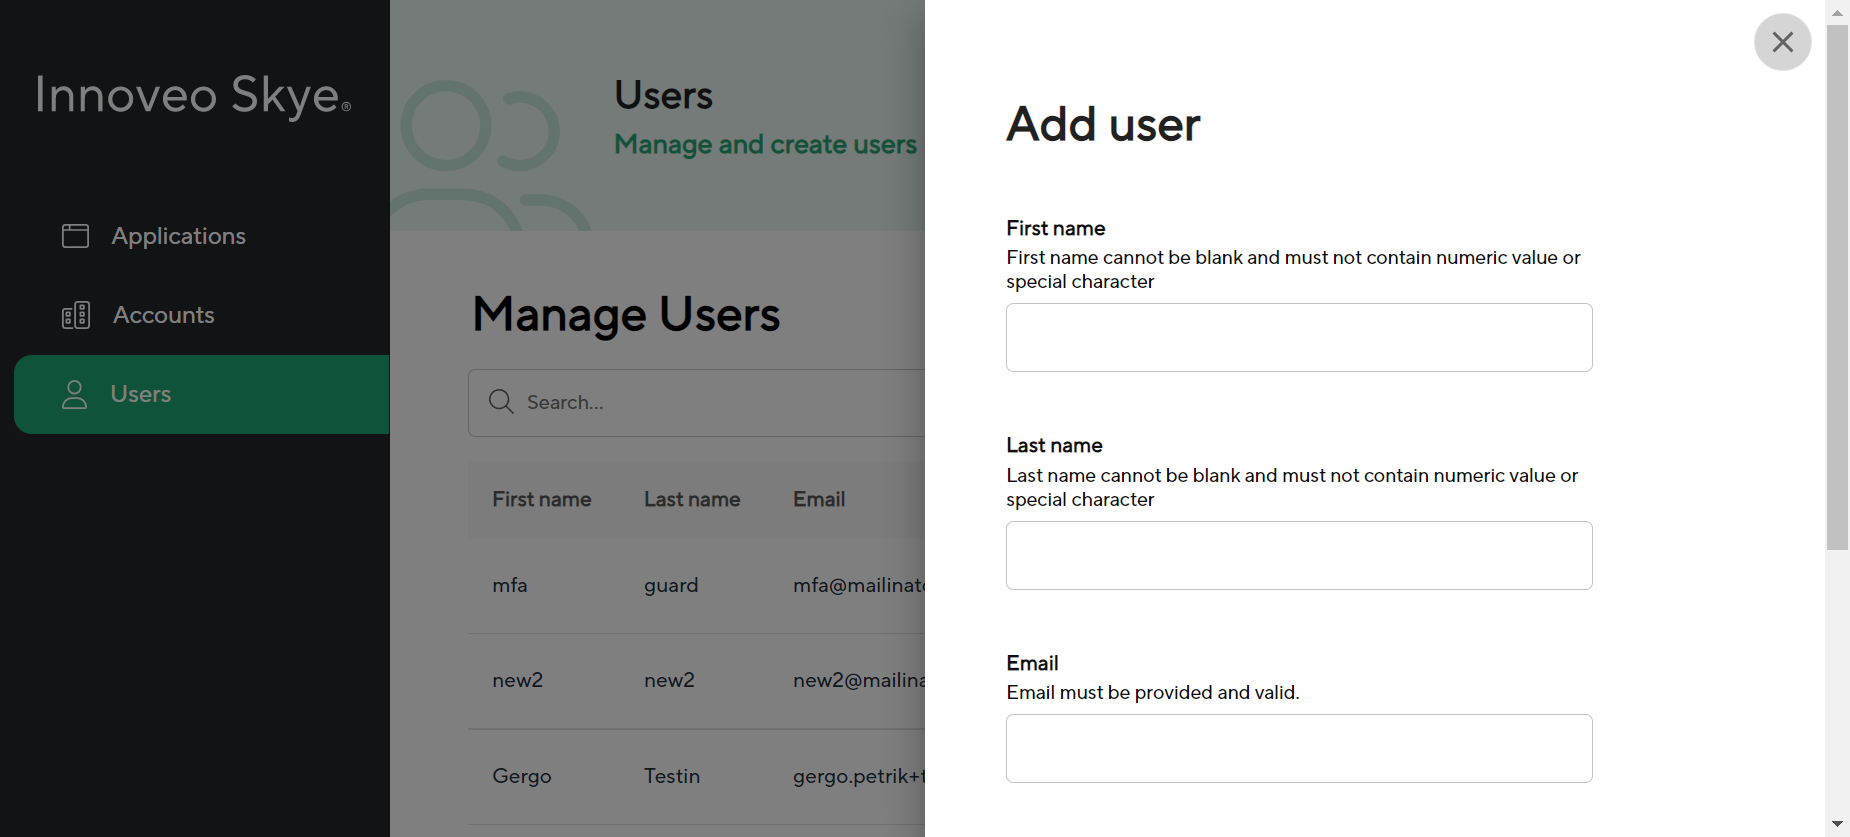 Innoveo Skye®
Applications
Accounts
Users
Users
Manage and create users
Manage Users
Search...
First name Last name Email
mfa guard mfa@mailinat
new2 new2 new2@mailina
Gergo Testin gergo.petrik+t
Add user
First name
First name cannot be blank and must not contain numeric value or
special character
Last name
Last name cannot be blank and must not contain numeric value or
special character
Email
Email must be provided and valid.